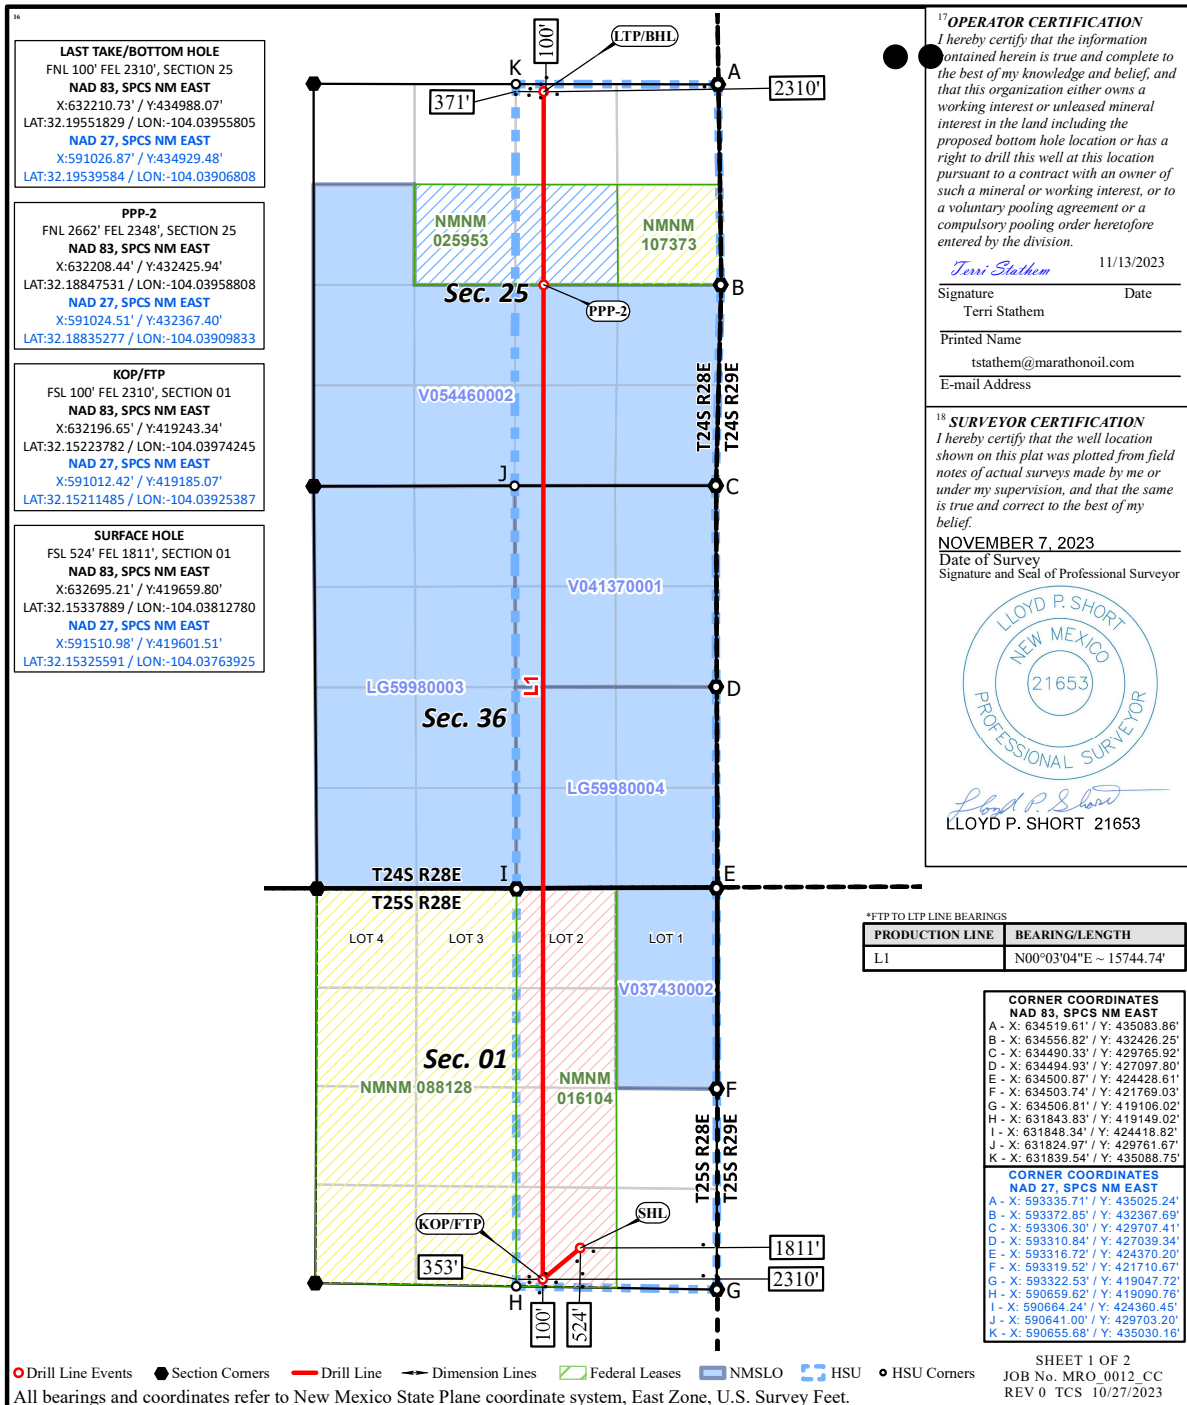 16
LAST TAKE/BOTTOM HOLE
FNL 100' FEL 2310', SECTION 25
NAD 83, SPCS NM EAST
X:632210.73' / Y:434988.07'
LAT:32.19551829 / LON:-104.03955805
NAD 27, SPCS NM EAST
X:591026.87' / Y:434929.48'
LAT:32.19539584 / LON:-104.03906808
PPP-2
FNL 2662' FEL 2348', SECTION 25
NAD 83, SPCS NM EAST
X:632208.44' / Y:432425.94'
LAT:32.18847531 / LON:-104.03958808
NAD 27, SPCS NM EAST
X:591024.51' / Y:432367.40'
LAT:32.18835277 / LON:-104.03909833
KOP/FTP
FSL 100' FEL 2310', SECTION 01
NAD 83, SPCS NM EAST
X:632196.65' / Y:419243.34'
LAT:32.15223782 / LON:-104.03974245
NAD 27, SPCS NM EAST
X:591012.42' / Y:419185.07'
LAT:32.15211485 / LON:-104.03925387
SURFACE HOLE
FSL 524' FEL 1811', SECTION 01
NAD 83, SPCS NM EAST
X:632695.21' / Y:419659.80'
LAT:32.15337889 / LON:-104.03812780
NAD 27, SPCS NM EAST
X:591510.98' / Y:419601.51'
LAT:32.15325591 / LON:-104.03763925
100'
LTP/BHL
K
A
371'
2310'
NMNM
025953
NMNM
107373
Sec. 25
B
PPP-2
V054460002
T24S R28E
T24S R29E
J
C
V041370001
LG59980003
L1
D
Sec. 36
LG59980004
T24S R28E
I
E
T25S R28E
LOT 4
LOT 3
LOT 2
LOT 1
V037430002
Sec. 01
NMNM 088128
NMNM
016104
F
T25S R28E
T25S R29E
KOP/FTP
SHL
353'
1811'
2310'
H
G
100'
524'
17 OPERATOR CERTIFICATION
I hereby certify that the information
contained herein is true and complete to
the best of my knowledge and belief, and
that this organization either owns a
working interest or unleased mineral
interest in the land including the
proposed bottom hole location or has a
right to drill this well at this location
pursuant to a contract with an owner of
such a mineral or working interest, or to
a voluntary pooling agreement or a
compulsory pooling order heretofore
entered by the division.
Terri Stathem 11/13/2023
Signature Date
Terri Stathem
Printed Name
tstathem@marathonoil.com
E-mail Address
18 SURVEYOR CERTIFICATION
I hereby certify that the well location
shown on this plat was plotted from field
notes of actual surveys made by me or
under my supervision, and that the same
is true and correct to the best of my
belief.
NOVEMBER 7, 2023
Date of Survey
Signature and Seal of Professional Surveyor
LLOYD P. SHORT
NEW MEXICO
21653
PROFESSIONAL SURVEYOR
Lloyd P. Short
LLOYD P. SHORT 21653
*FTP TO LTP LINE BEARINGS
PRODUCTION LINE BEARING/LENGTH
L1 N00°03'04"E ~ 15744.74'
CORNER COORDINATES
NAD 83, SPCS NM EAST
A - X: 634519.61' / Y: 435083.86'
B - X: 634556.82' / Y: 432426.25'
C - X: 634490.33' / Y: 429765.92'
D - X: 634494.93' / Y: 427097.80'
E - X: 634500.87' / Y: 424428.61'
F - X: 634503.74' / Y: 421769.03'
G - X: 634506.81' / Y: 419106.02'
H - X: 631843.83' / Y: 419149.02'
I - X: 631848.34' / Y: 424418.82'
J - X: 631824.97' / Y: 429761.67'
K - X: 631839.54' / Y: 435088.75'
CORNER COORDINATES
NAD 27, SPCS NM EAST
A - X: 593335.71' / Y: 435025.24'
B - X: 593372.85' / Y: 432367.69'
C - X: 593306.30' / Y: 429707.41'
D - X: 593310.84' / Y: 427039.34'
E - X: 593316.72' / Y: 424370.20'
F - X: 593319.52' / Y: 421710.67'
G - X: 593322.53' / Y: 419047.72'
H - X: 590659.62' / Y: 419090.76'
I - X: 590664.24' / Y: 424360.45'
J - X: 590641.00' / Y: 429703.20'
K - X: 590655.68' / Y: 435030.16'
Drill Line Events Section Corners Drill Line Dimension Lines Federal Leases NMSLO HSU HSU Corners
All bearings and coordinates refer to New Mexico State Plane coordinate system, East Zone, U.S. Survey Feet.
SHEET 1 OF 2
JOB No. MRO_0012_CC
REV 0 TCS 10/27/2023